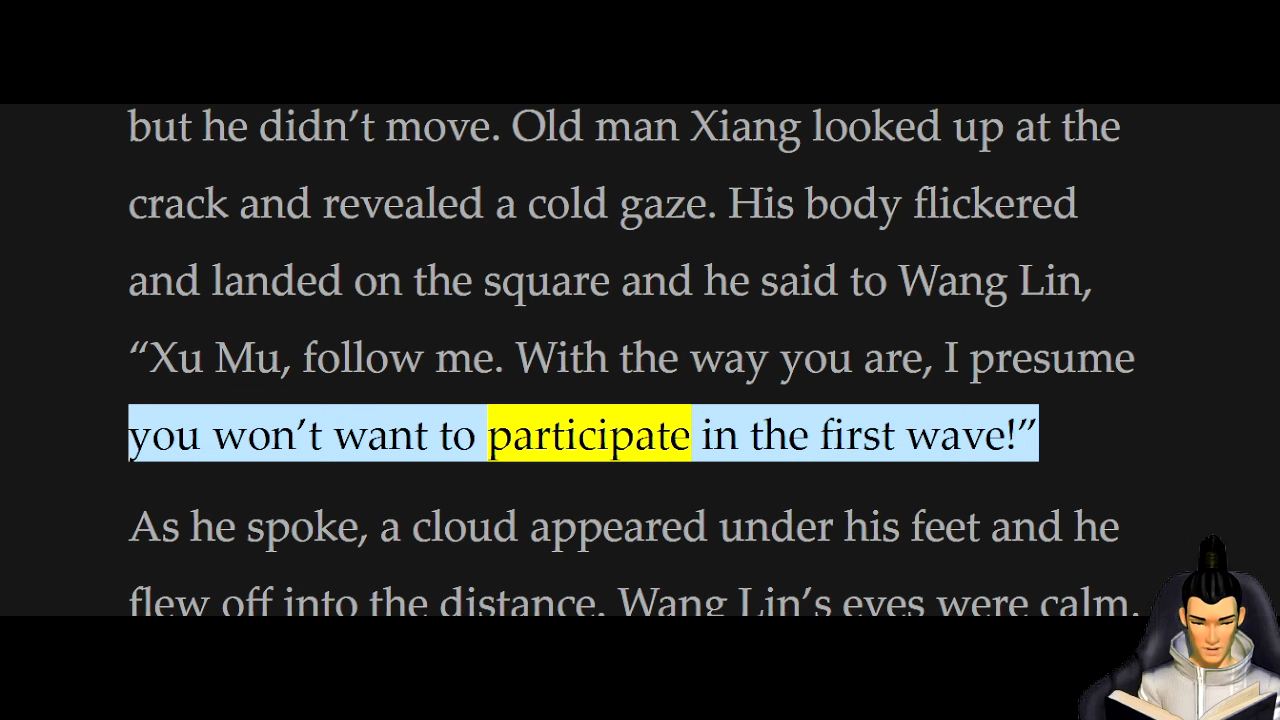 but he didn’t move. Old man Xiang looked up at the
crack and revealed a cold gaze. His body flickered
and landed on the square and he said to Wang Lin,
“Xu Mu, follow me. With the way you are, I presume
you won’t want to participate in the first wave!”
As he spoke, a cloud appeared under his feet and he
flew off into the distance. Wang Lin’s eyes were calm.